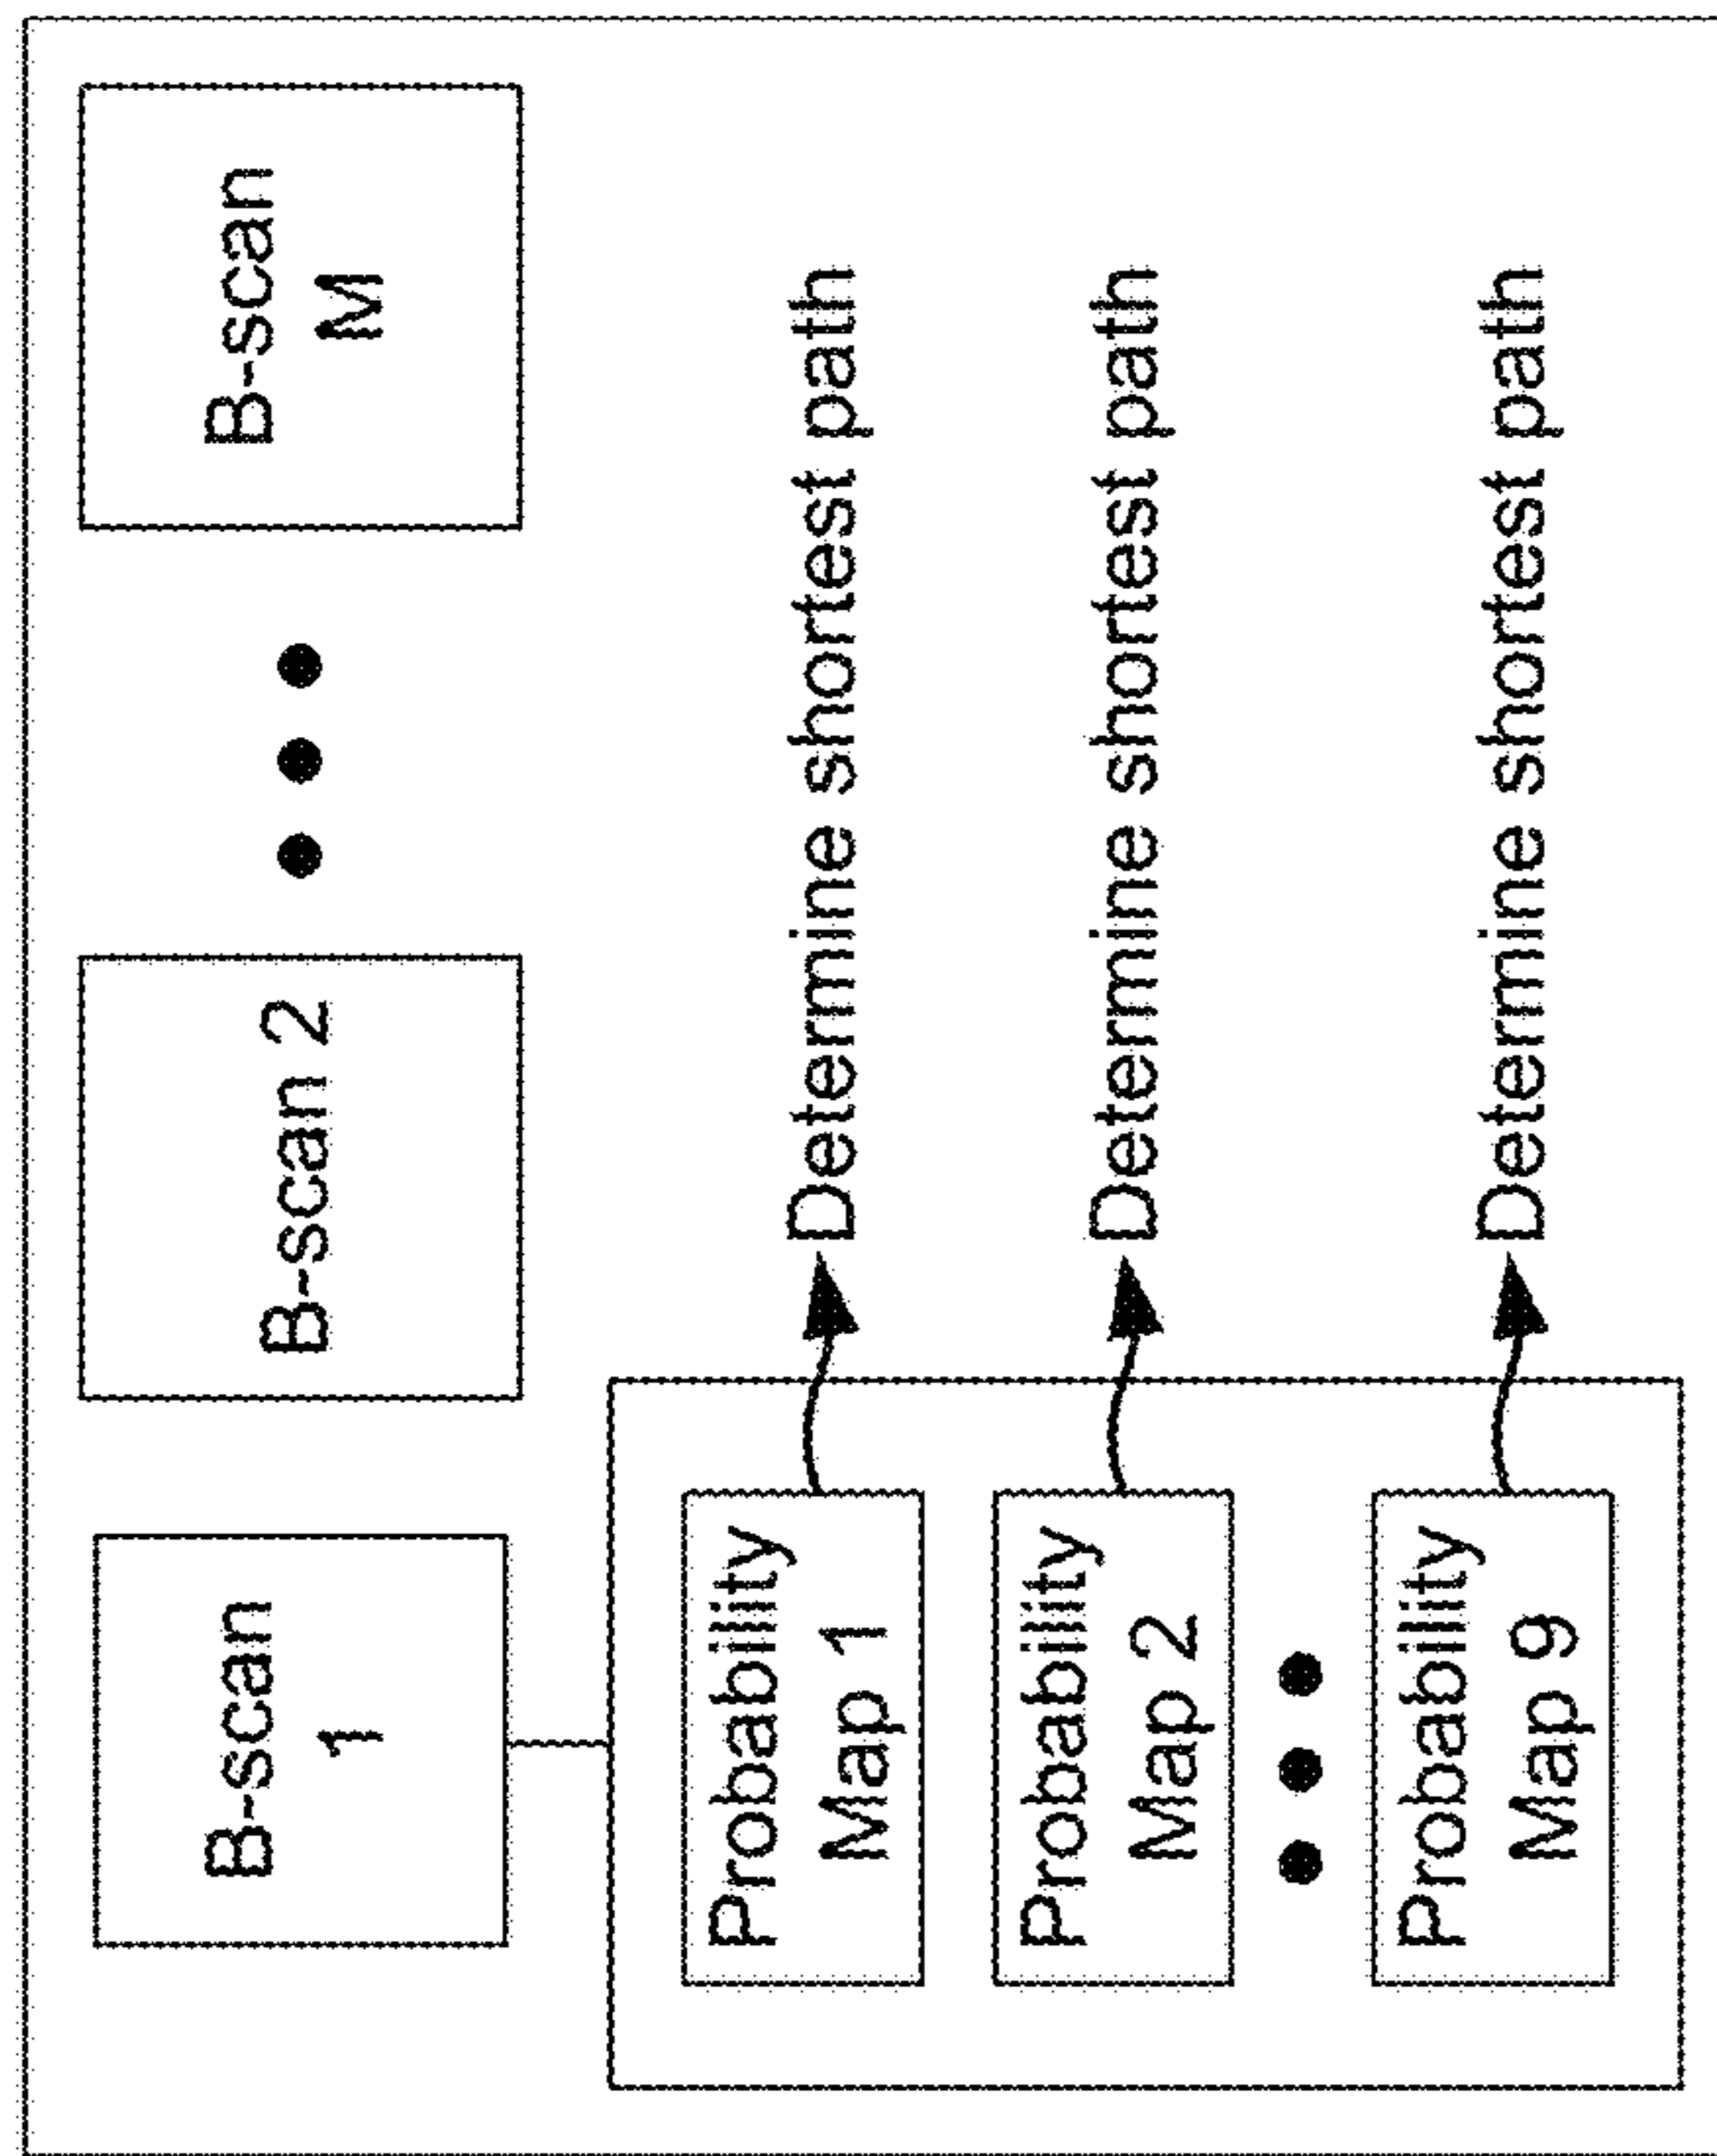 B-scan
1
B-scan 2
B-scan
M
Probability
Map 1
Determine shortest path
Probability
Map 2
Determine shortest path
Probability
Map 9
Determine shortest path